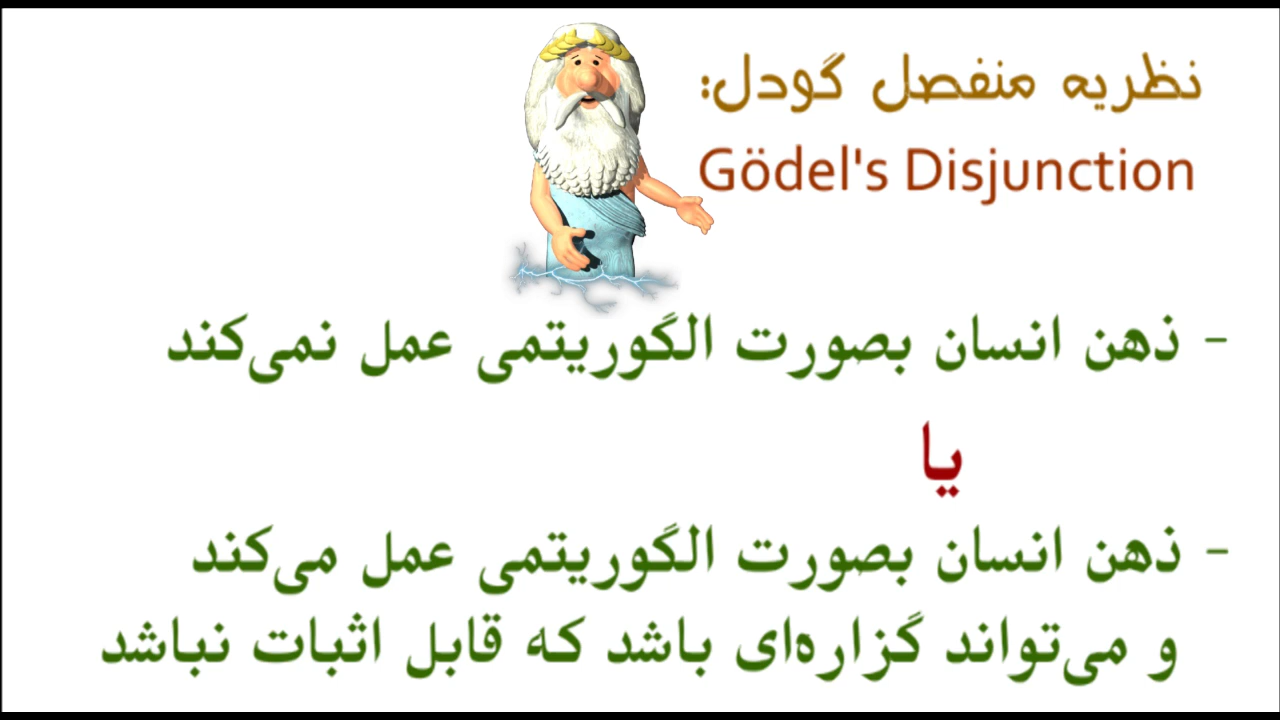 نظریه منفصل گودل:
Gödel's Disjunction
- ذهن انسان بصورت الگوریتمی عمل نمی‌کند
یا
- ذهن انسان بصورت الگوریتمی عمل می‌کند
و می‌تواند گزاره‌ای باشد که قابل اثبات نباشد